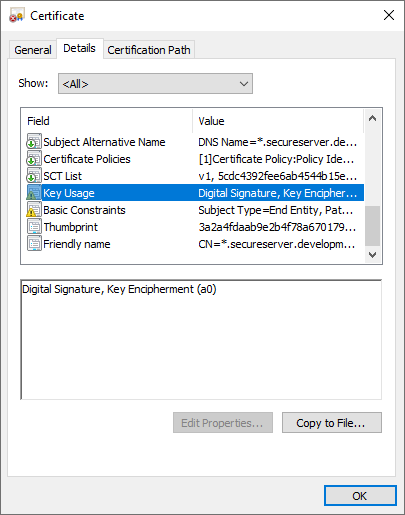 Certificate
General Details Certification Path
Show: <All>
Field Value
Subject Alternative Name DNS Name=*.secureserver.de...
Certificate Policies [1]Certificate Policy:Policy Ide...
SCT List v1, 5cdc4392fee6ab4544b15e...
Key Usage Digital Signature, Key Encipher...
Basic Constraints Subject Type=End Entity, Pat...
Thumbprint 3a2a4fdaab9e2b4f78a670179...
Friendly name CN=*.secureserver.developm...
Digital Signature, Key Encipherment (a0)
Edit Properties... Copy to File...
OK